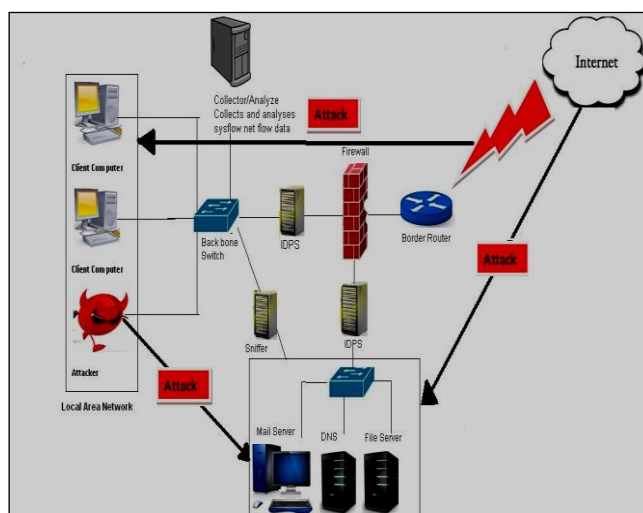 Internet
Collector/Analyze
Collects and analyses
sysflow net flow data
Attack
Client Computer
Firewall
Client Computer
Back bone
Switch
IDPS
Border Router
Attack
Sniffer
IDPS
Attacker
Attack
Local Area Network
Mail Server
DNS
File Server